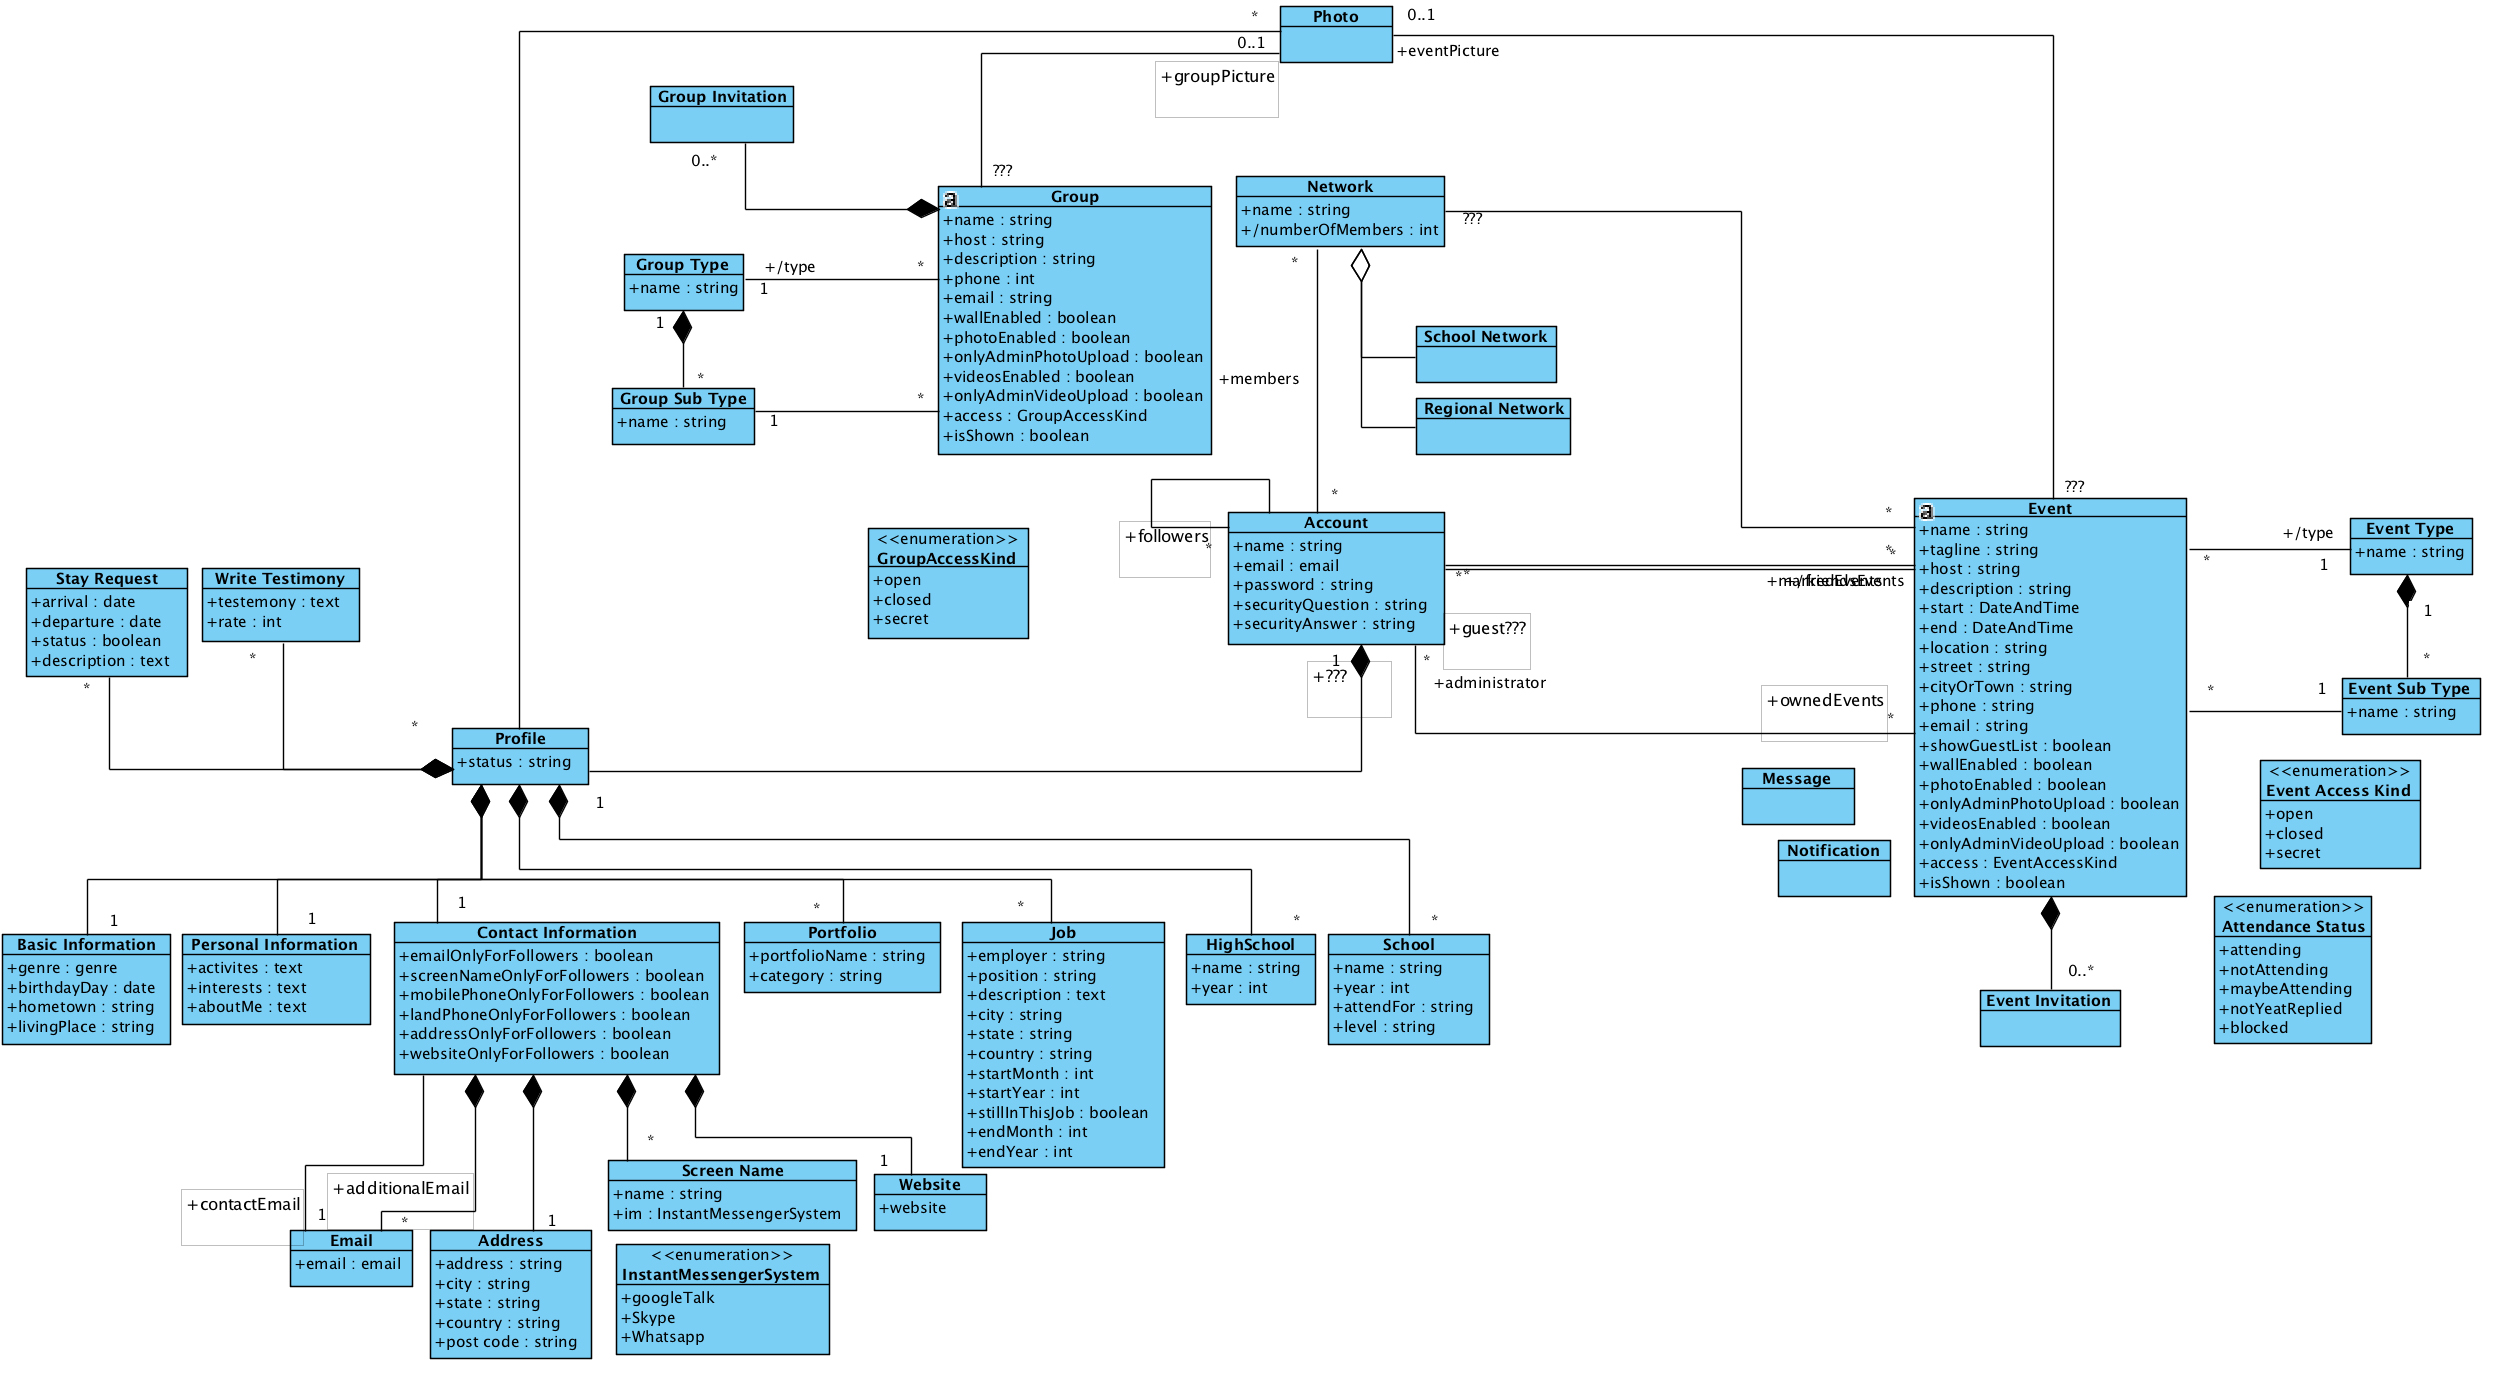 *
Photo
0..1
0..1
+eventPicture
+groupPicture
Group Invitation
0..*
???
a
Group
+name : string
+host : string
+description : string
+phone : int
+email : string
+wallEnabled : boolean
+photoEnabled : boolean
+onlyAdminPhotoUpload : boolean
+videosEnabled : boolean
+onlyAdminVideoUpload : boolean
+access : GroupAccessKind
+isShown : boolean
Network
+name : string
+/numberOfMembers : int
???
*
Group Type
+name : string
+/type
1
*
1
*
Group Sub Type
+name : string
1
*
+members
School Network
Regional Network
*
Account
+name : string
+email : email
+password : string
+securityQuestion : string
+securityAnswer : string
+followers
*
<<enumeration>>
GroupAccessKind
+open
+closed
+secret
*
*
+guest???
1
+???
*
+administrator
???
*
*
*
+/friendsEvents
+ownedEvents
*
a
Event
+name : string
+tagline : string
+host : string
+description : string
+start : DateAndTime
+end : DateAndTime
+location : string
+street : string
+cityOrTown : string
+phone : string
+email : string
+showGuestList : boolean
+wallEnabled : boolean
+photoEnabled : boolean
+onlyAdminPhotoUpload : boolean
+videosEnabled : boolean
+onlyAdminVideoUpload : boolean
+access : EventAccessKind
+isShown : boolean
+/type
*
1
Event Type
+name : string
1
*
*
1
Event Sub Type
+name : string
<<enumeration>>
Event Access Kind
+open
+closed
+secret
Message
Notification
<<enumeration>>
Attendance Status
+attending
+notAttending
+maybeAttending
+notYeatReplied
+blocked
0..*
Event Invitation
Stay Request
+arrival : date
+departure : date
+status : boolean
+description : text
*
Write Testimony
+testemony : text
+rate : int
*
*
Profile
+status : string
1
1
Basic Information
+genre : genre
+birthdayDay : date
+hometown : string
+livingPlace : string
1
Personal Information
+activites : text
+interests : text
+aboutMe : text
1
Contact Information
+emailOnlyForFollowers : boolean
+screenNameOnlyForFollowers : boolean
+mobilePhoneOnlyForFollowers : boolean
+landPhoneOnlyForFollowers : boolean
+addressOnlyForFollowers : boolean
+websiteOnlyForFollowers : boolean
*
Portfolio
+portfolioName : string
+category : string
*
Job
+employer : string
+position : string
+description : text
+city : string
+state : string
+country : string
+startMonth : int
+startYear : int
+stillInThisJob : boolean
+endMonth : int
+endYear : int
*
HighSchool
+name : string
+year : int
*
School
+name : string
+year : int
+attendFor : string
+level : string
+contactEmail
1
+additionalEmail
*
Email
+email : email
1
Address
+address : string
+city : string
+state : string
+country : string
+post code : string
*
Screen Name
+name : string
+im : InstantMessengerSystem
1
Website
+website
<<enumeration>>
InstantMessengerSystem
+googleTalk
+Skype
+Whatsapp